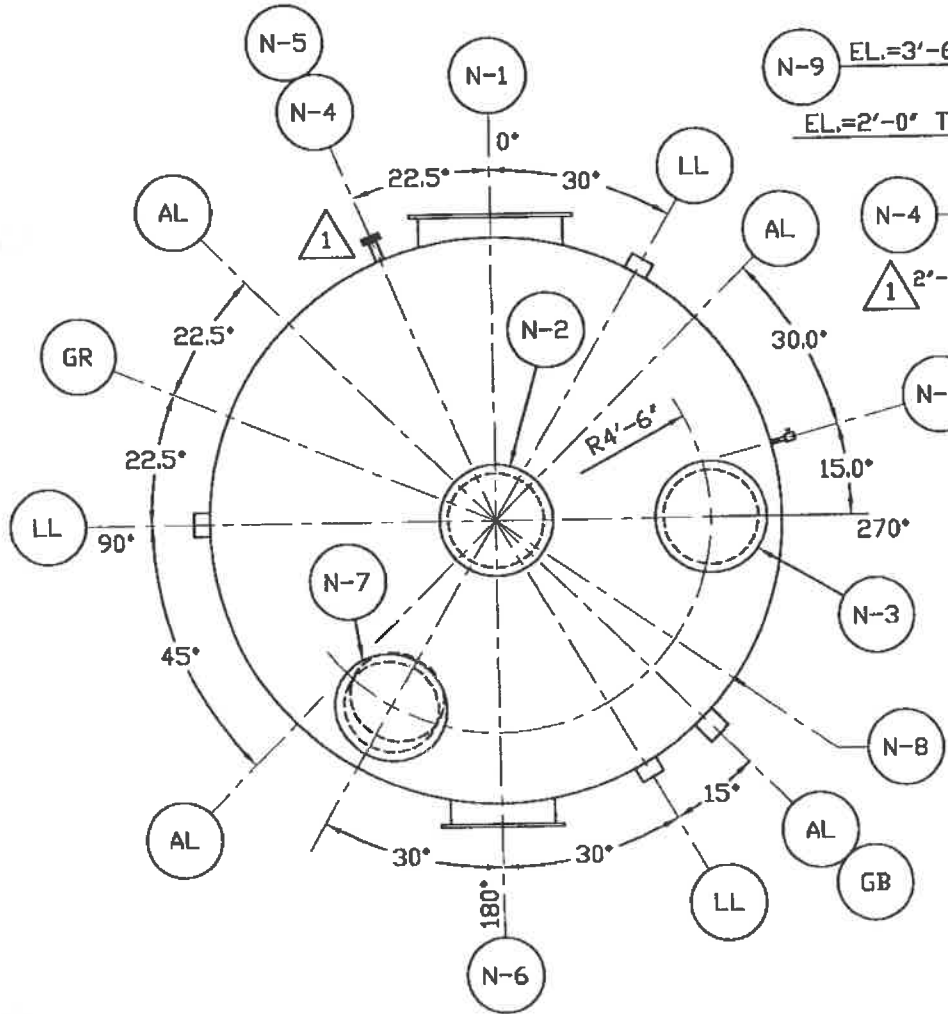 N-5
N-4
N-1
N-9 EL.=3'-6
EL.=2'-0" T
0°
22.5°
30°
LL
AL
AL
N-4
1
1 2'-
N-2
22.5°
30.0°
GR
R4'-6"
N-
22.5°
15.0°
LL
90°
270°
N-7
N-3
45°
N-8
15°
AL
30°
30°
AL
GB
180°
LL
N-6